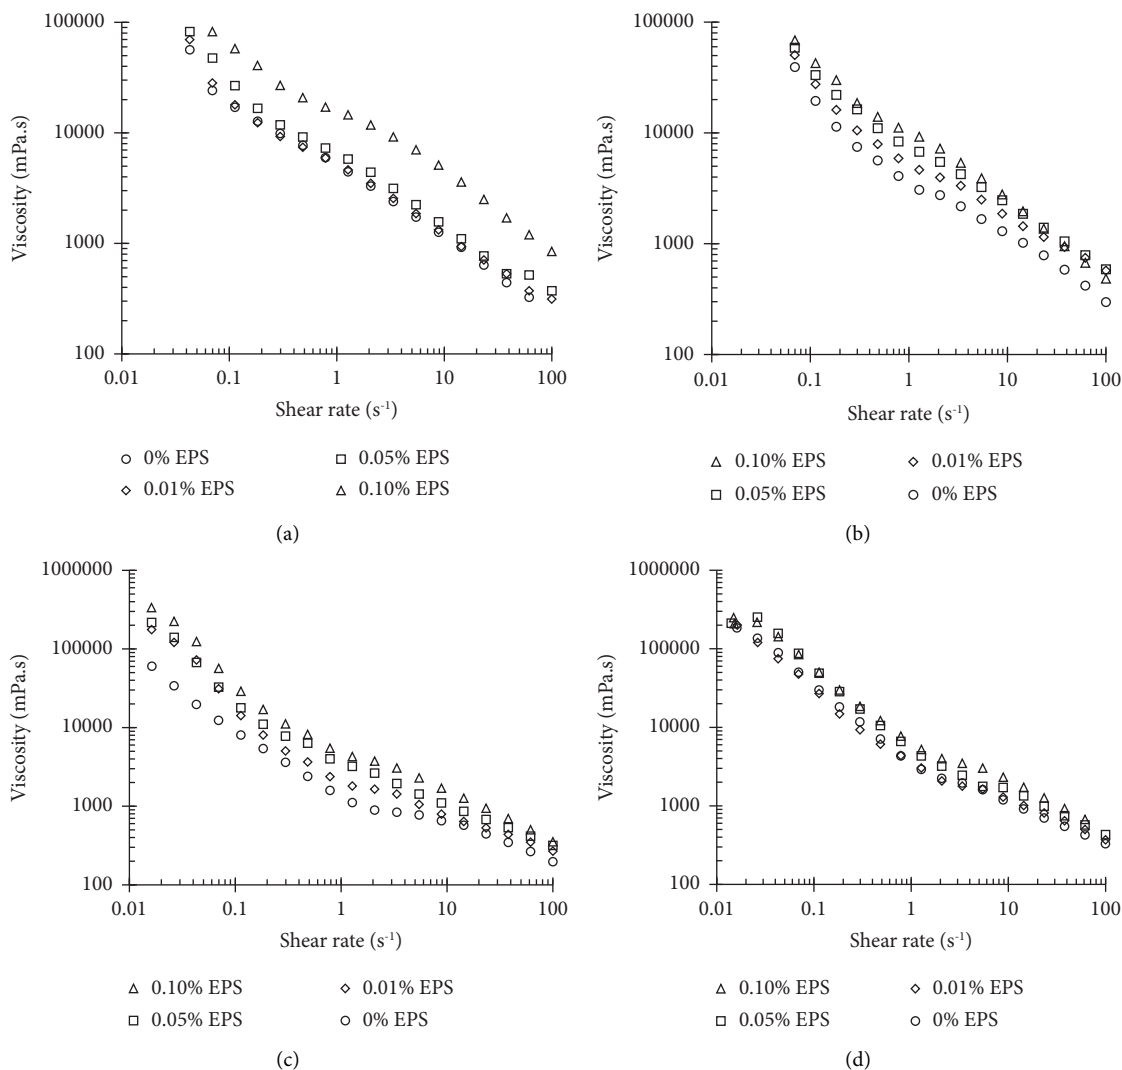 100000
10000
1000
100
0.01 0.1 1 10 100
Viscosity (mPa.s)
Shear rate (s-1)
0% EPS 0.05% EPS
0.01% EPS 0.10% EPS
(a)
100000
10000
1000
100
0.01 0.1 1 10 100
Viscosity (mPa.s)
Shear rate (s-1)
0.10% EPS 0.01% EPS
0.05% EPS 0% EPS
(b)
1000000
100000
10000
1000
100
0.01 0.1 1 10 100
Viscosity (mPa.s)
Shear rate (s-1)
0.10% EPS 0.01% EPS
0.05% EPS 0% EPS
(c)
1000000
100000
10000
1000
100
0.01 0.1 1 10 100
Viscosity (mPa.s)
Shear rate (s-1)
0.10% EPS 0.01% EPS
0.05% EPS 0% EPS
(d)